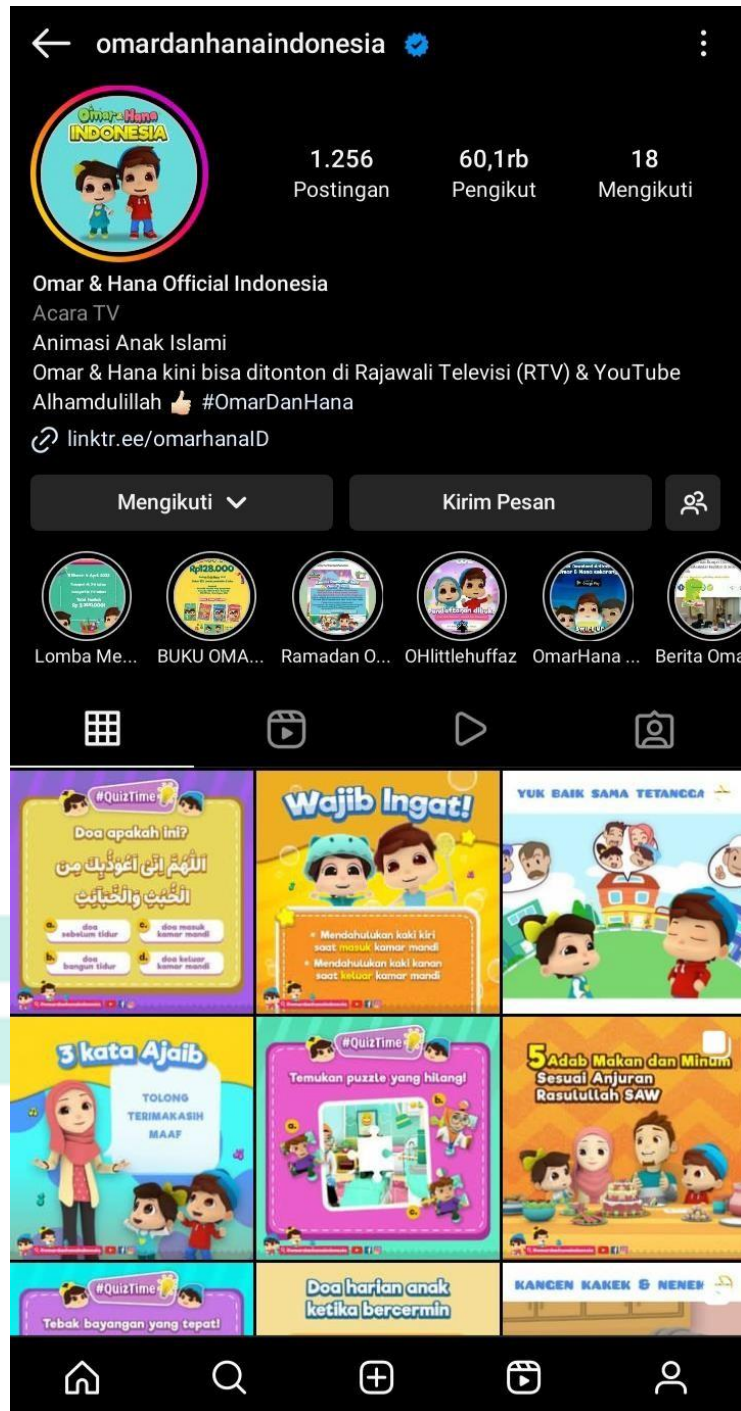 omardanhanaindonesia
Omar & Hana
INDONESIA
1.256
Postingan
60,1rb
Pengikut
18
Mengikuti
Omar & Hana Official Indonesia
Acara TV
Animasi Anak Islami
Omar & Hana kini bisa ditonton di Rajawali Televisi (RTV) & YouTube
Alhamdulillah 👍🏻 #OmarDanHana
linktr.ee/omarhanaID
Mengikuti
Kirim Pesan
Rp128.000
Lomba Me...
BUKU OMA...
Ramadan O...
OHlittlehuffaz
OmarHana ...
Berita Oma
#QuizTime
Doa apakah ini?
اللَّهُمَّ إِنِّي أَعُوْذُبِكَ مِنَ
الْخُبُثِ وَالْخَبَائِثِ
a. doa sebelum tidur
c. doa masuk kamar mandi
b. doa bangun tidur
d. doa keluar kamar mandi
Wajib Ingat!
• Mendahulukan kaki kiri
saat masuk kamar mandi
• Mendahulukan kaki kanan
saat keluar kamar mandi
YUK BAIK SAMA TETANGGA
3 kata Ajaib
TOLONG
TERIMAKASIH
MAAF
#QuizTime
Temukan puzzle yang hilang!
a.
b.
c.
5 Adab Makan dan Minum
Sesuai Anjuran
Rasulullah SAW
#QuizTime
Tebak bayangan yang tepat!
Doa harian anak
ketika bercermin
KANGEN KAKEK & NENEK